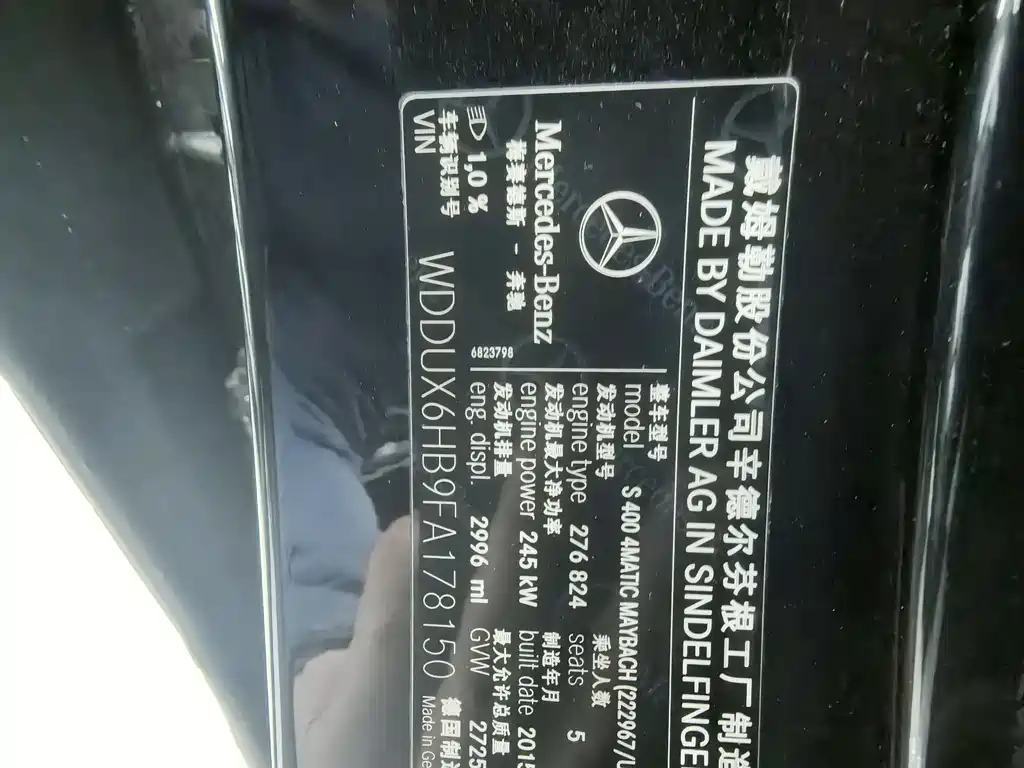 戴姆勒股份公司辛德尔芬根工厂制造
MADE BY DAIMLER AG IN SINDELFINGE
Mercedes-Benz
梅赛德斯 - 奔驰
1,0 %
6823798
整车型号
model S 400 4MATIC MAYBACH (222967/
发动机型号 乘坐人数
engine type 276 824 seats 5
发动机最大净功率 制造年月
engine power 245 kW built date 2015
发动机排量 最大允许总质量
eng. displ. 2996 ml GVW 2725
车辆识别号 德国制造
VIN WDDUX6HB9FA178150 Made in Ge